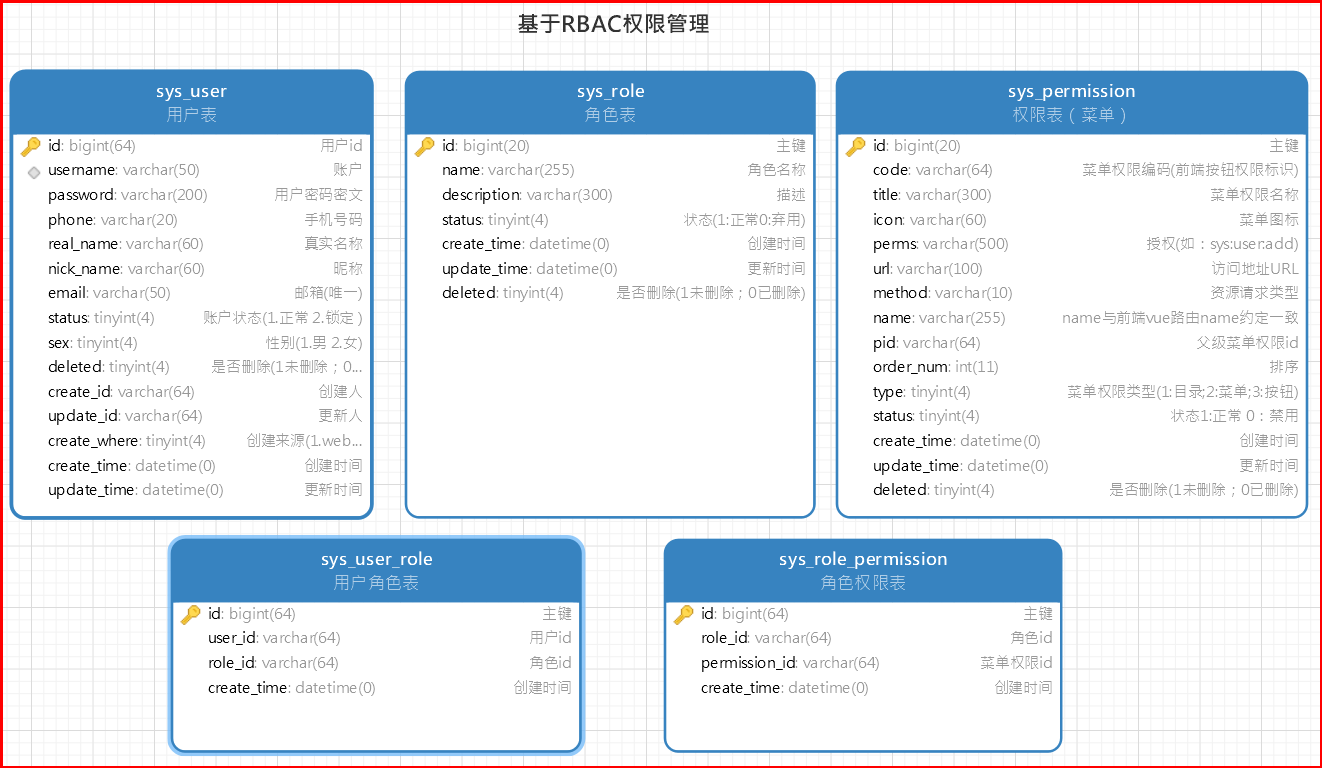 基于RBAC权限管理
sys_user
用户表
id: bigint(64) 用户id
username: varchar(50) 账户
password: varchar(200) 用户密码密文
phone: varchar(20) 手机号码
real_name: varchar(60) 真实名称
nick_name: varchar(60) 昵称
email: varchar(50) 邮箱(唯一)
status: tinyint(4) 账户状态(1.正常 2.锁定 )
sex: tinyint(4) 性别(1.男 2.女)
deleted: tinyint(4) 是否删除(1未删除；0...
create_id: varchar(64) 创建人
update_id: varchar(64) 更新人
create_where: tinyint(4) 创建来源(1.web...
create_time: datetime(0) 创建时间
update_time: datetime(0) 更新时间
sys_role
角色表
id: bigint(20) 主键
name: varchar(255) 角色名称
description: varchar(300) 描述
status: tinyint(4) 状态(1:正常0:弃用)
create_time: datetime(0) 创建时间
update_time: datetime(0) 更新时间
deleted: tinyint(4) 是否删除(1未删除；0已删除)
sys_permission
权限表（菜单）
id: bigint(20) 主键
code: varchar(64) 菜单权限编码(前端按钮权限标识)
title: varchar(300) 菜单权限名称
icon: varchar(60) 菜单图标
perms: varchar(500) 授权(如：sys:user:add)
url: varchar(100) 访问地址URL
method: varchar(10) 资源请求类型
name: varchar(255) name与前端vue路由name约定一致
pid: varchar(64) 父级菜单权限id
order_num: int(11) 排序
type: tinyint(4) 菜单权限类型(1:目录;2:菜单;3:按钮)
status: tinyint(4) 状态1:正常 0：禁用
create_time: datetime(0) 创建时间
update_time: datetime(0) 更新时间
deleted: tinyint(4) 是否删除(1未删除；0已删除)
sys_user_role
用户角色表
id: bigint(64) 主键
user_id: varchar(64) 用户id
role_id: varchar(64) 角色id
create_time: datetime(0) 创建时间
sys_role_permission
角色权限表
id: bigint(64) 主键
role_id: varchar(64) 角色id
permission_id: varchar(64) 菜单权限id
create_time: datetime(0) 创建时间